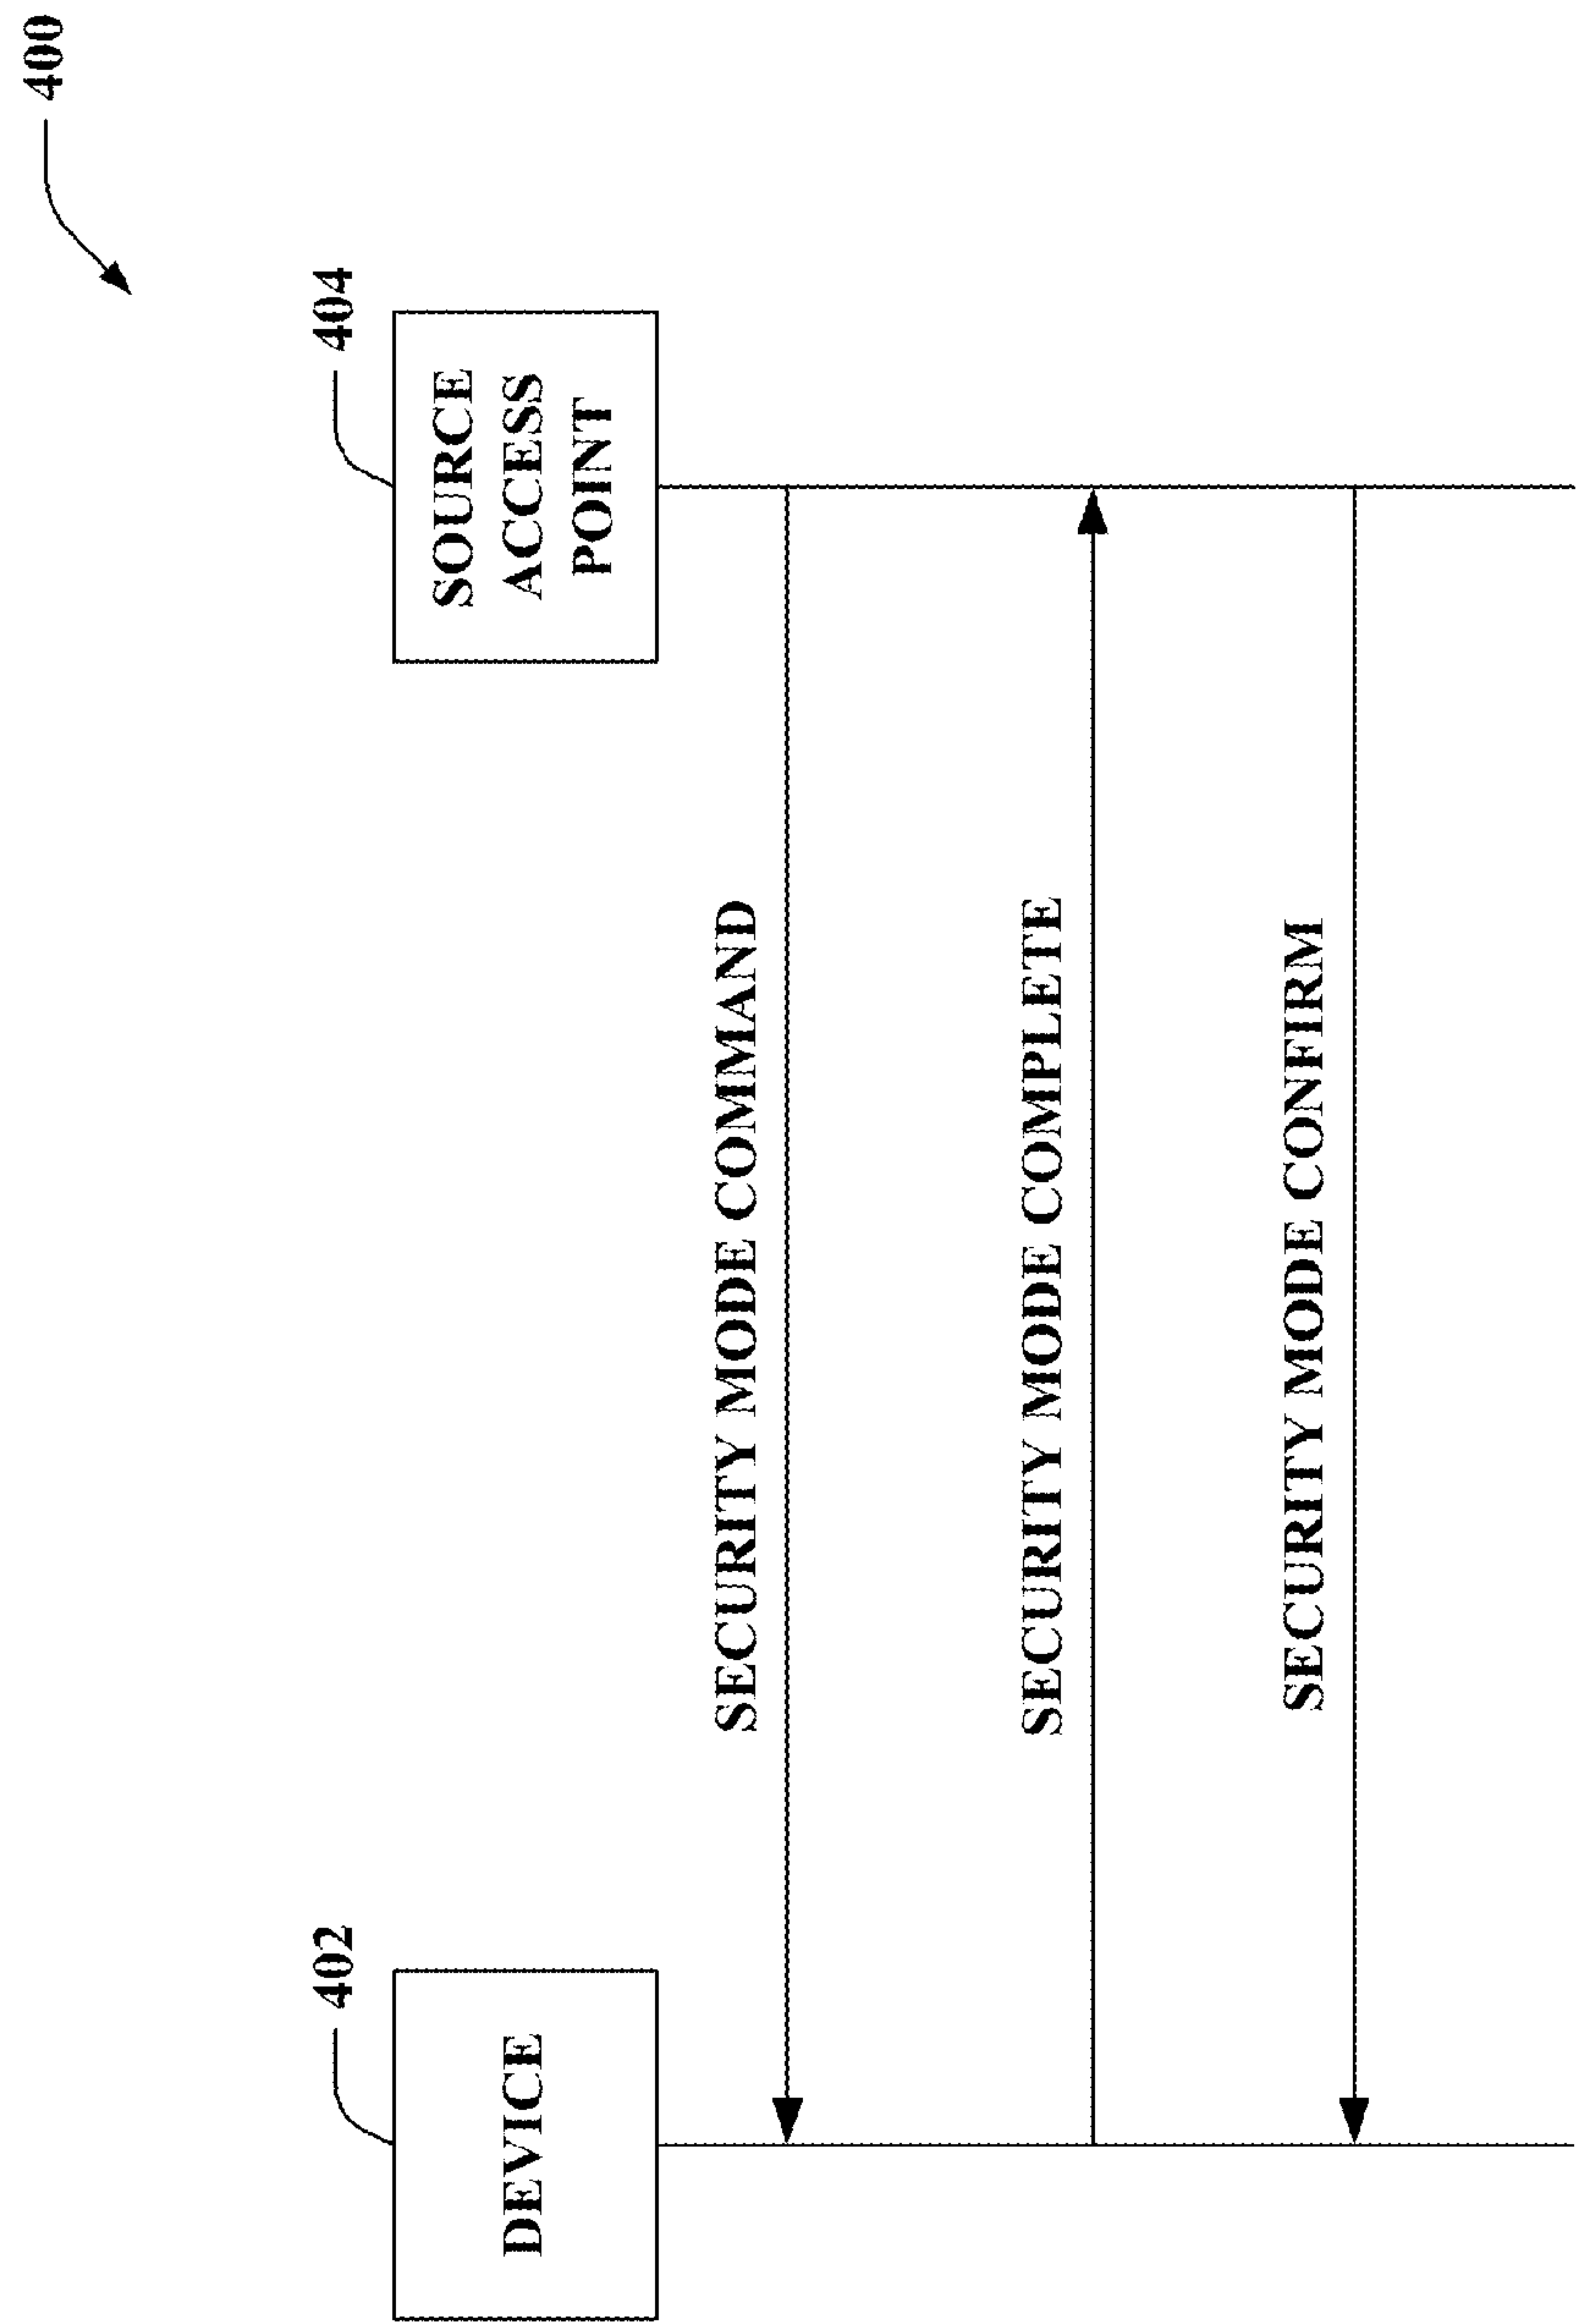 400
402
DEVICE
404
SOURCE
ACCESS
POINT
SECURITY MODE COMMAND
SECURITY MODE COMPLETE
SECURITY MODE CONFIRM